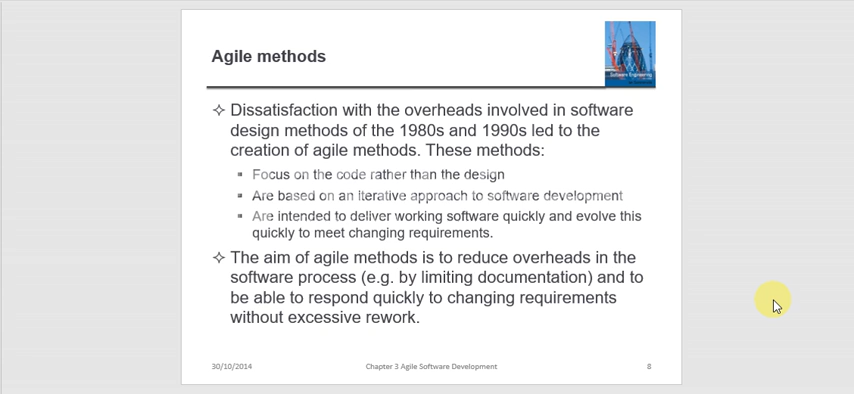 Agile methods
Software Engineering
Dissatisfaction with the overheads involved in software
design methods of the 1980s and 1990s led to the
creation of agile methods. These methods:
Focus on the code rather than the design
Are based on an iterative approach to software development
Are intended to deliver working software quickly and evolve this
quickly to meet changing requirements.
The aim of agile methods is to reduce overheads in the
software process (e.g. by limiting documentation) and to
be able to respond quickly to changing requirements
without excessive rework.
30/10/2014 Chapter 3 Agile Software Development 8